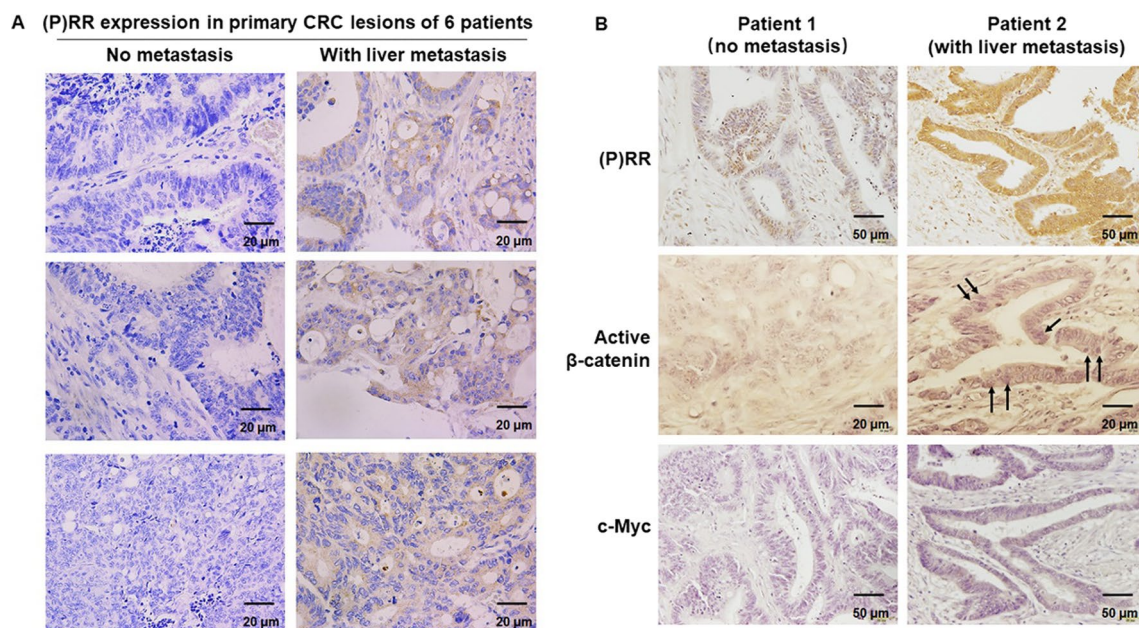 A (P)RR expression in primary CRC lesions of 6 patients
No metastasis With liver metastasis
20 µm 20 µm
20 µm 20 µm
20 µm 20 µm
B Patient 1 Patient 2
(no metastasis) (with liver metastasis)
(P)RR
50 µm 50 µm
Active
β-catenin
20 µm 20 µm
c-Myc
50 µm 50 µm